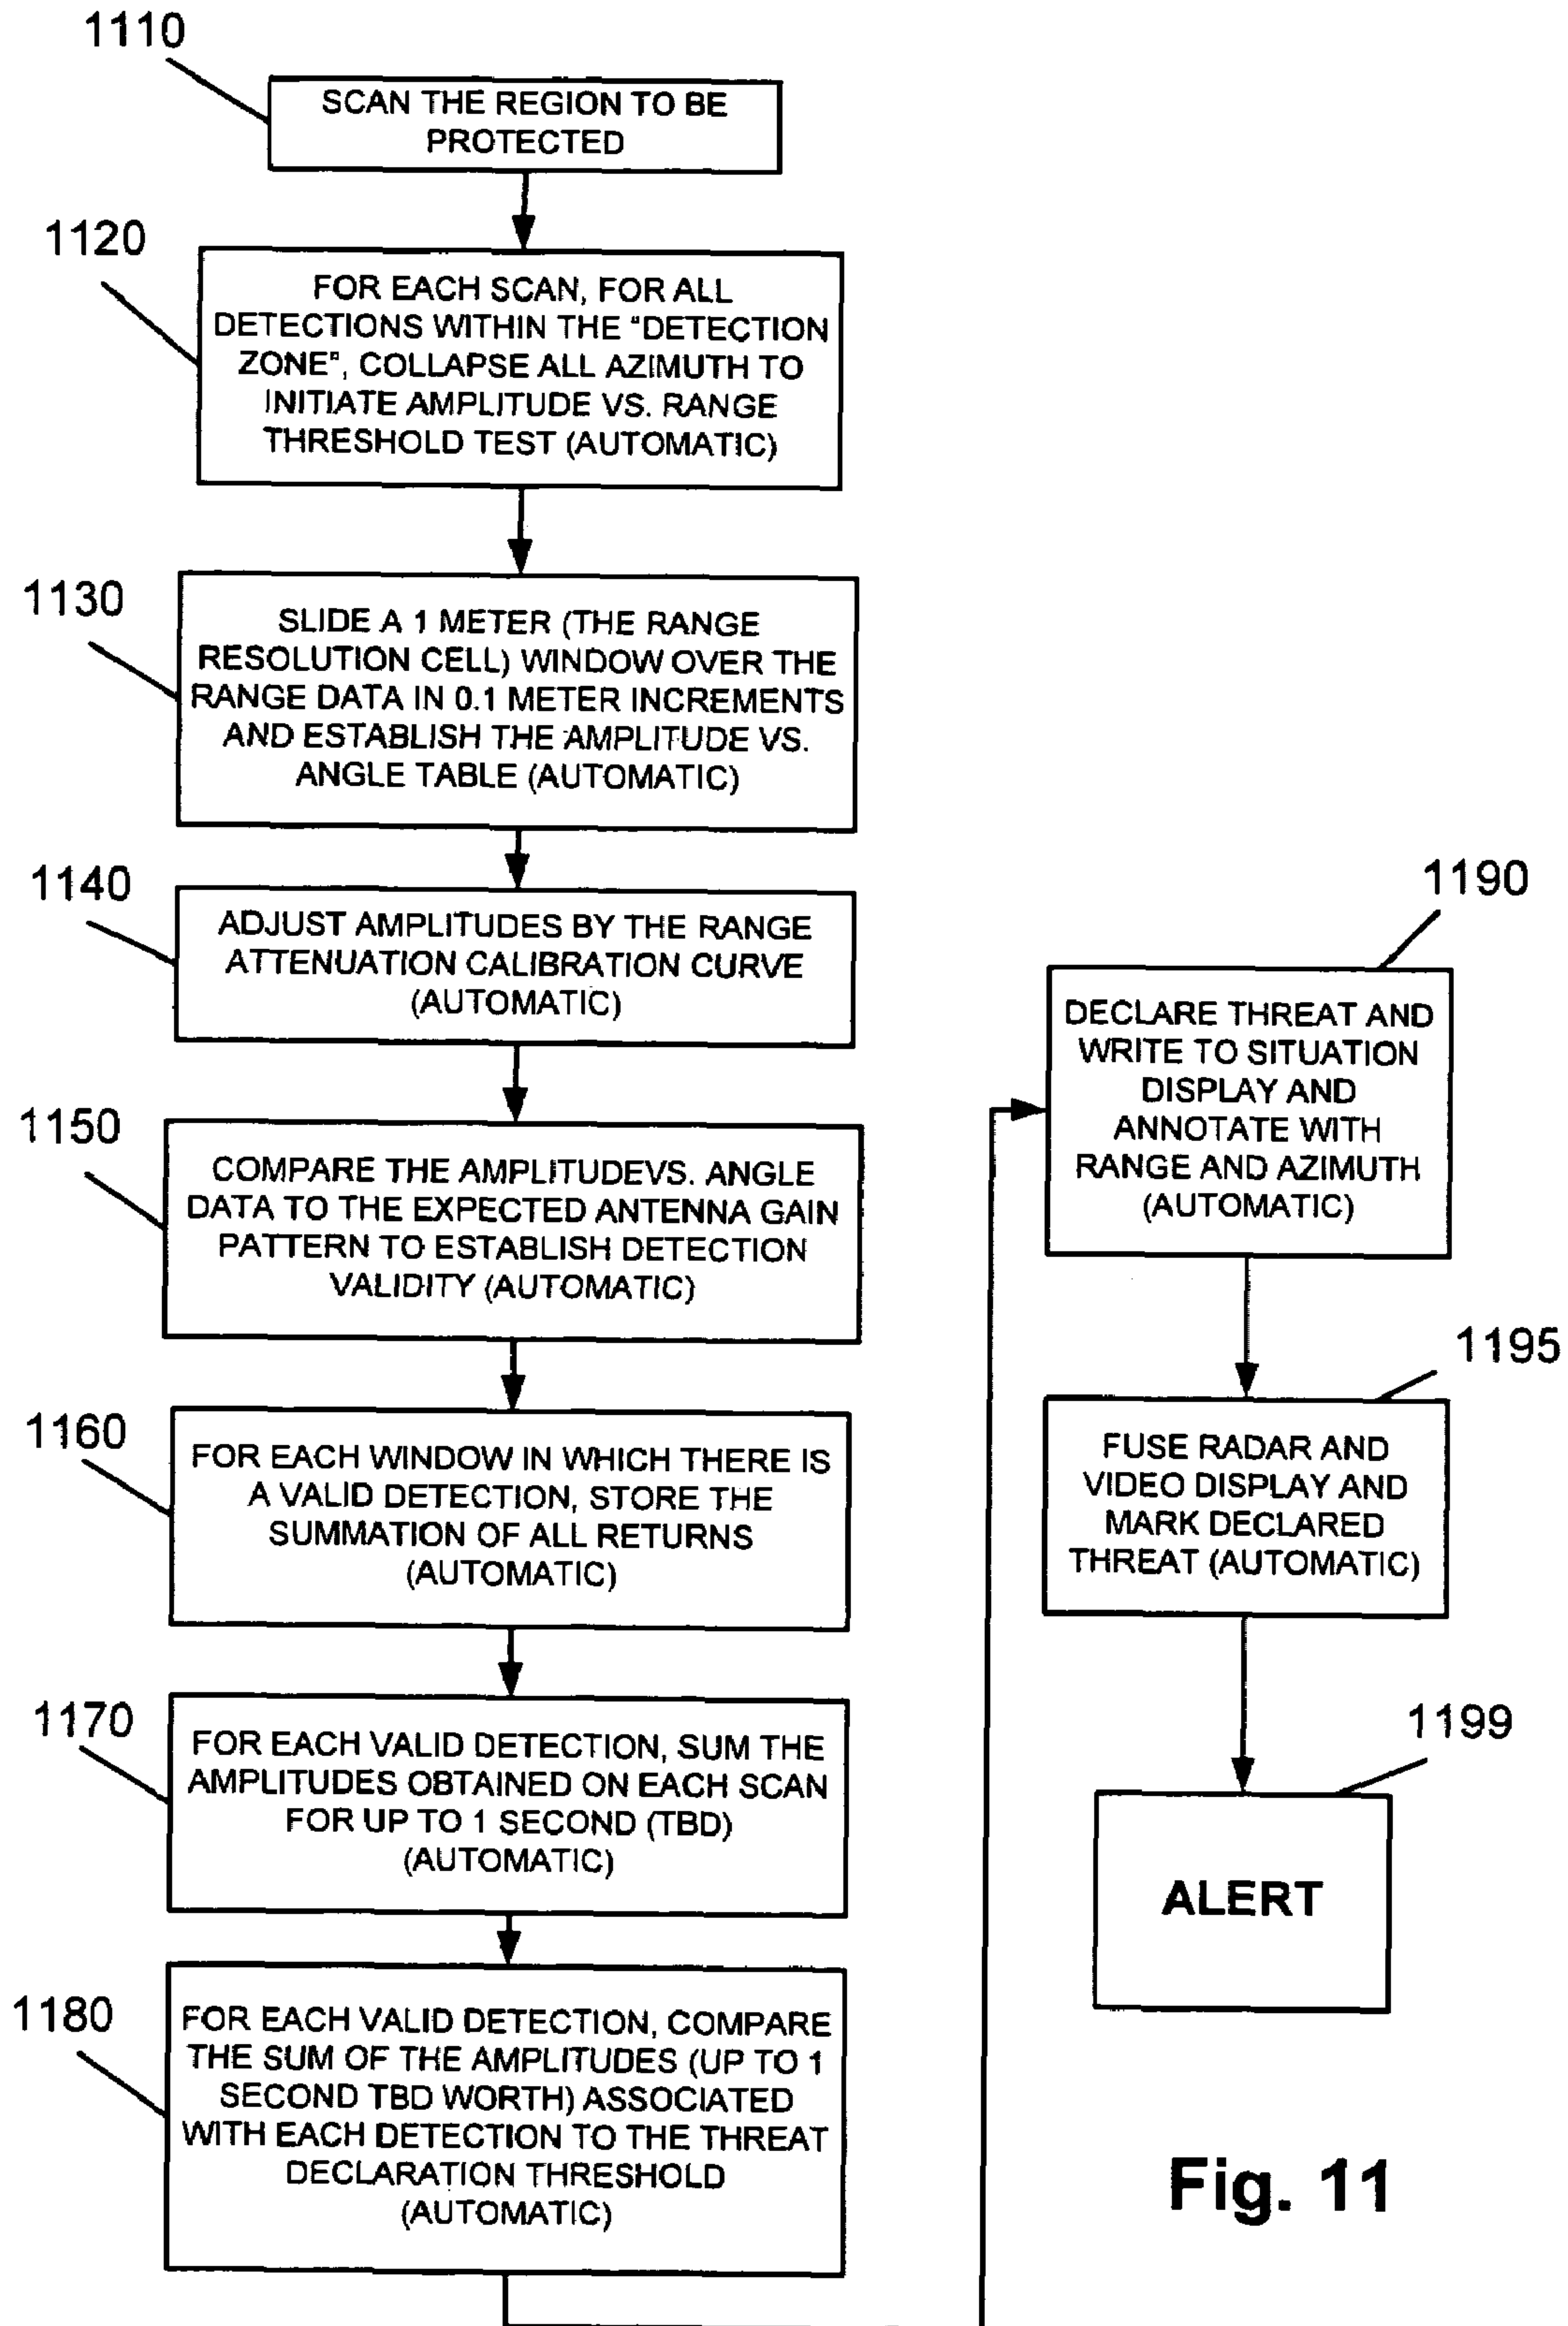 1110
SCAN THE REGION TO BE
PROTECTED
1120
FOR EACH SCAN, FOR ALL
DETECTIONS WITHIN THE "DETECTION
ZONE", COLLAPSE ALL AZIMUTH TO
INITIATE AMPLITUDE VS. RANGE
THRESHOLD TEST (AUTOMATIC)
1130
SLIDE A 1 METER (THE RANGE
RESOLUTION CELL) WINDOW OVER THE
RANGE DATA IN 0.1 METER INCREMENTS
AND ESTABLISH THE AMPLITUDE VS.
ANGLE TABLE (AUTOMATIC)
1140
ADJUST AMPLITUDES BY THE RANGE
ATTENUATION CALIBRATION CURVE
(AUTOMATIC)
1150
COMPARE THE AMPLITUDEVS. ANGLE
DATA TO THE EXPECTED ANTENNA GAIN
PATTERN TO ESTABLISH DETECTION
VALIDITY (AUTOMATIC)
1160
FOR EACH WINDOW IN WHICH THERE IS
A VALID DETECTION, STORE THE
SUMMATION OF ALL RETURNS
(AUTOMATIC)
1170
FOR EACH VALID DETECTION, SUM THE
AMPLITUDES OBTAINED ON EACH SCAN
FOR UP TO 1 SECOND (TBD)
(AUTOMATIC)
1180
FOR EACH VALID DETECTION, COMPARE
THE SUM OF THE AMPLITUDES (UP TO 1
SECOND TBD WORTH) ASSOCIATED
WITH EACH DETECTION TO THE THREAT
DECLARATION THRESHOLD
(AUTOMATIC)
1190
DECLARE THREAT AND
WRITE TO SITUATION
DISPLAY AND
ANNOTATE WITH
RANGE AND AZIMUTH
(AUTOMATIC)
1195
FUSE RADAR AND
VIDEO DISPLAY AND
MARK DECLARED
THREAT (AUTOMATIC)
1199
ALERT
Fig. 11